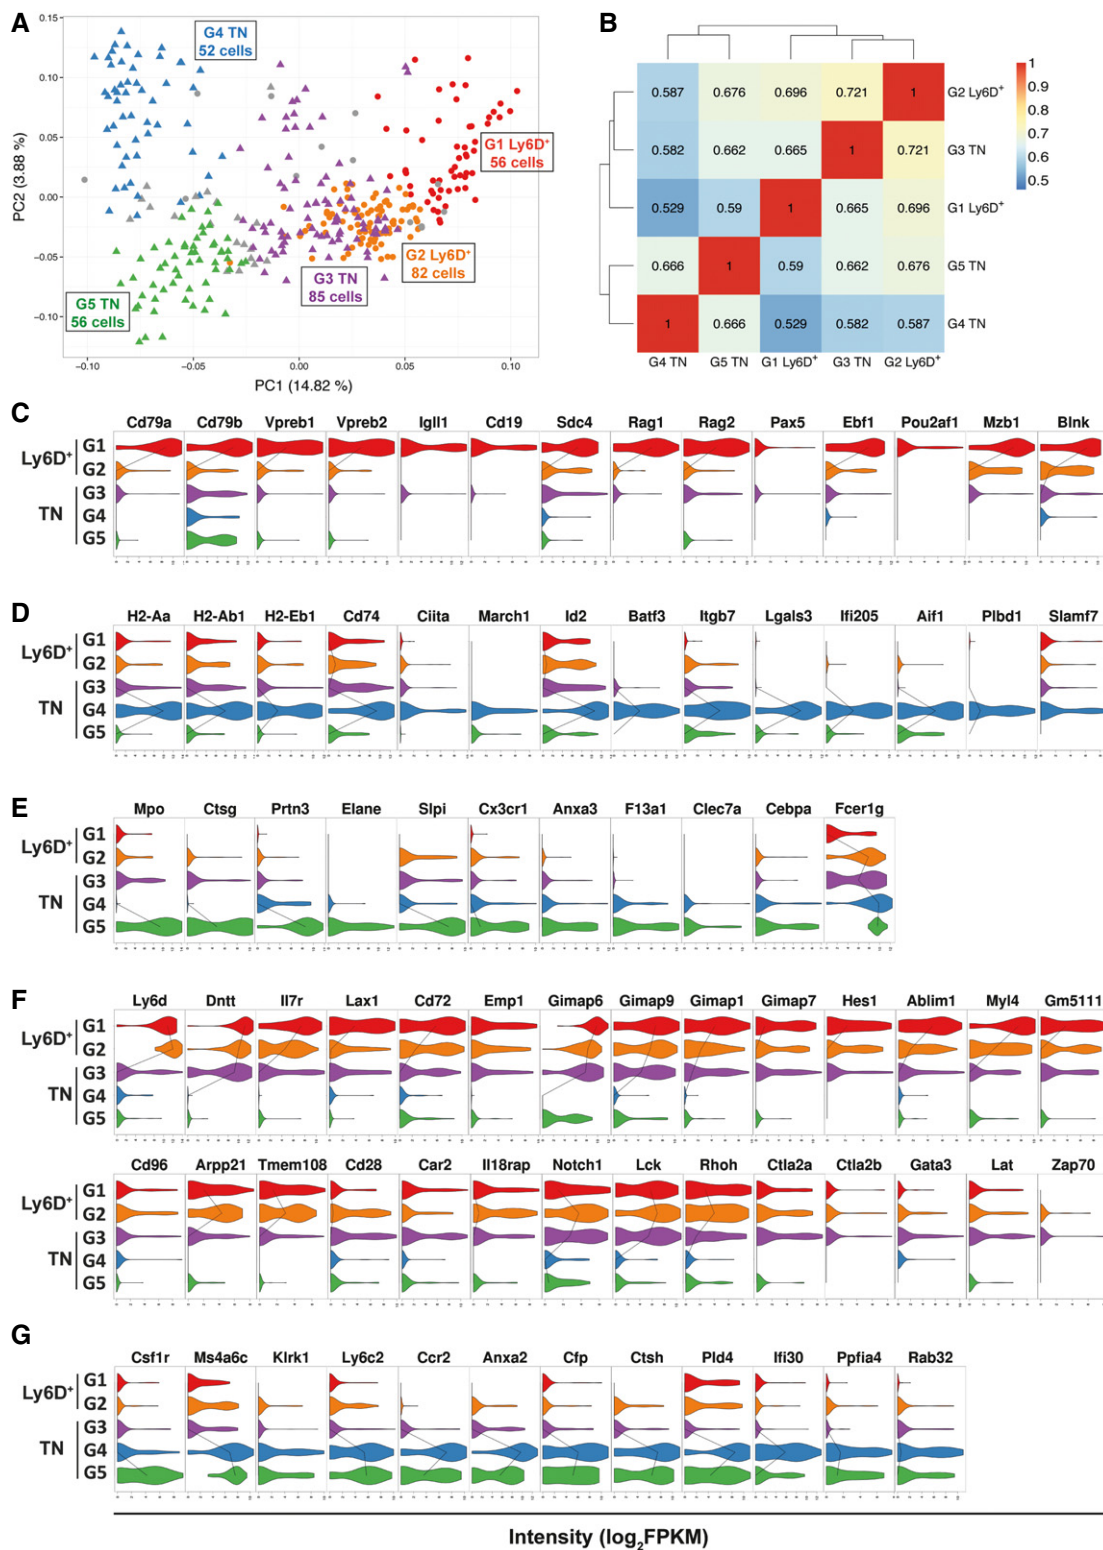 A
B
0.15
0.10
0.05
0.00
−0.05
−0.10
−0.10
−0.05
0.00
0.05
0.10
PC2 (3.88 %)
PC1 (14.82 %)
G4 TN
52 cells
G1 Ly6D+
56 cells
G2 Ly6D+
82 cells
G3 TN
85 cells
G5 TN
56 cells
0.587 0.676 0.696 0.721 1 G2 Ly6D+
0.582 0.662 0.665 1 0.721 G3 TN
0.529 0.59 1 0.665 0.696 G1 Ly6D+
0.666 1 0.59 0.662 0.676 G5 TN
1 0.666 0.529 0.582 0.587 G4 TN
G4 TN G5 TN G1 Ly6D+ G3 TN G2 Ly6D+
1
0.9
0.8
0.7
0.6
0.5
C
Cd79a Cd79b Vpreb1 Vpreb2 Igll1 Cd19 Sdc4 Rag1 Rag2 Pax5 Ebf1 Pou2af1 Mzb1 Blnk
Ly6D+
G1
G2
TN
G3
G4
G5
D
H2-Aa H2-Ab1 H2-Eb1 Cd74 Ciita March1 Id2 Batf3 Itgb7 Lgals3 Ifi205 Aif1 Plbd1 Slamf7
Ly6D+
G1
G2
TN
G3
G4
G5
E
Mpo Ctsg Prtn3 Elane Slpi Cx3cr1 Anxa3 F13a1 Clec7a Cebpa Fcer1g
Ly6D+
G1
G2
TN
G3
G4
G5
F
Ly6d Dntt Il7r Lax1 Cd72 Emp1 Gimap6 Gimap9 Gimap1 Gimap7 Hes1 Ablim1 Myl4 Gm5111
Ly6D+
G1
G2
TN
G3
G4
G5
Cd96 Arpp21 Tmem108 Cd28 Car2 Il18rap Notch1 Lck Rhoh Ctla2a Ctla2b Gata3 Lat Zap70
Ly6D+
G1
G2
TN
G3
G4
G5
G
Csf1r Ms4a6c Klrk1 Ly6c2 Ccr2 Anxa2 Cfp Ctsh Pld4 Ifi30 Ppfia4 Rab32
Ly6D+
G1
G2
TN
G3
G4
G5
Intensity (log2FPKM)